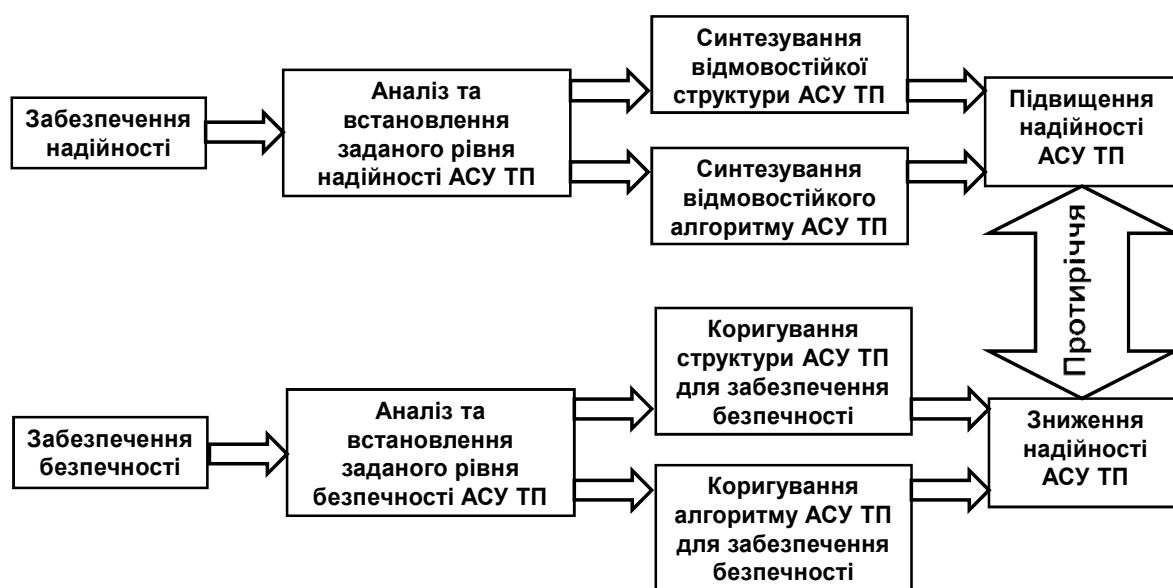 Забезпечення
надійності
Аналіз та
встановлення
заданого рівня
надійності АСУ ТП
Синтезування
відмовостійкої
структури АСУ ТП
Синтезування
відмовостійкого
алгоритму АСУ ТП
Підвищення
надійності
АСУ ТП
Протиріччя
Забезпечення
безпечності
Аналіз та
встановлення
заданого рівня
безпечності АСУ ТП
Коригування
структури АСУ ТП
для забезпечення
безпечності
Коригування
алгоритму АСУ ТП
для забезпечення
безпечності
Зниження
надійності
АСУ ТП